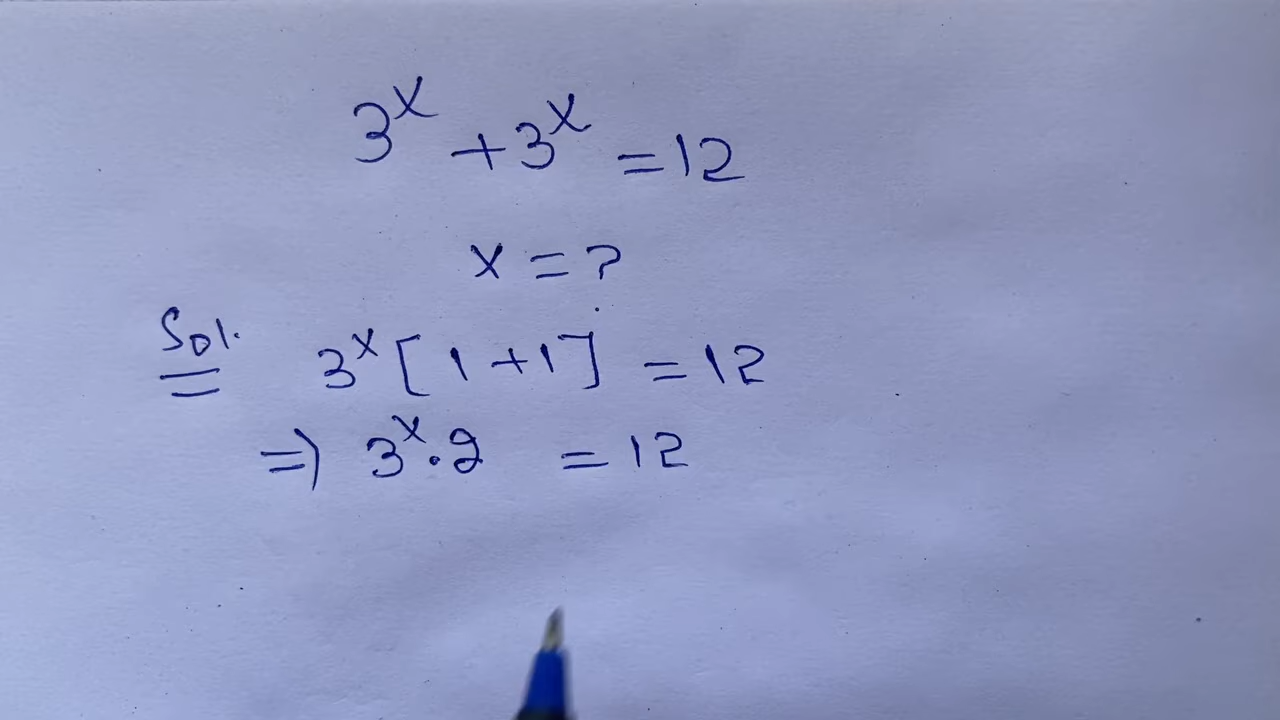 3^x + 3^x = 12
x = ?
Sol. 3^x [1 + 1] = 12
⇒ 3^x · 2 = 12